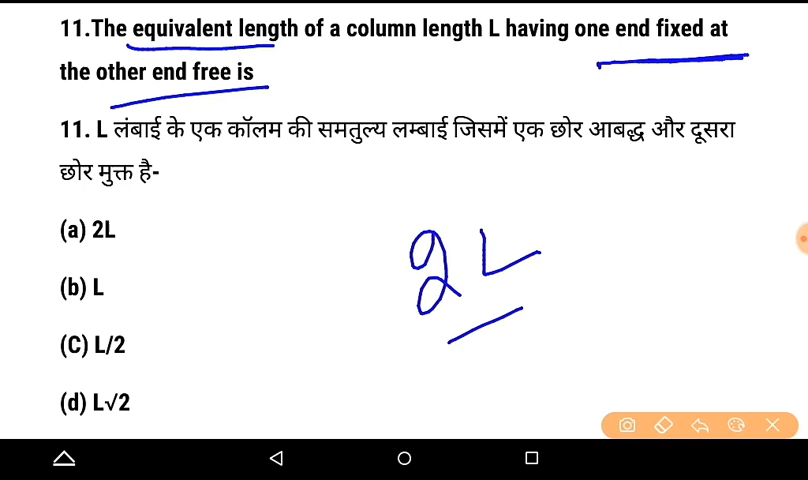 11.The equivalent length of a column length L having one end fixed at
the other end free is
11. L लंबाई के एक कॉलम की समतुल्य लम्बाई जिसमें एक छोर आबद्ध और दूसरा
छोर मुक्त है-
(a) 2L
2L
(b) L
(C) L/2
(d) L√2